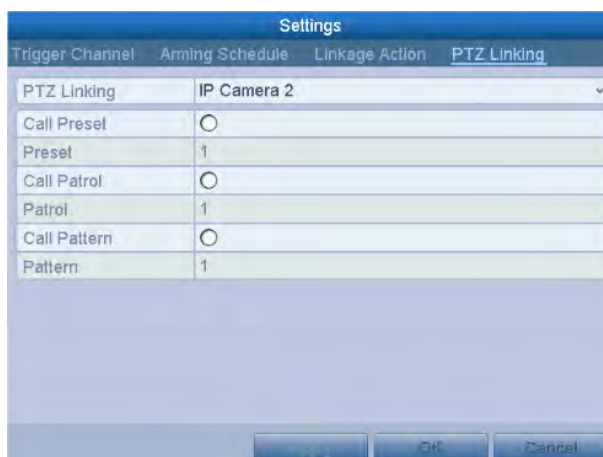 Settings
Trigger Channel Arming Schedule Linkage Action PTZ Linking
PTZ Linking IP Camera 2
Call Preset
Preset 1
Call Patrol
Patrol 1
Call Pattern
Pattern 1
OK Cancel